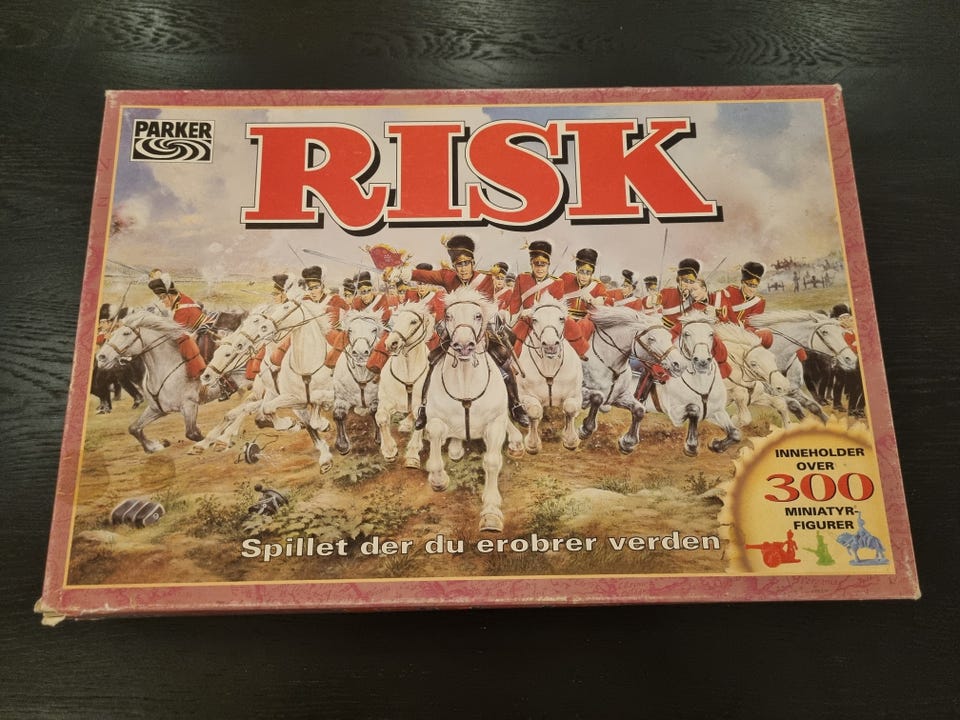 PARKER
RISK
INNEHOLDER
OVER
300
MINIATYR-
FIGURER
Spillet der du erobrer verden